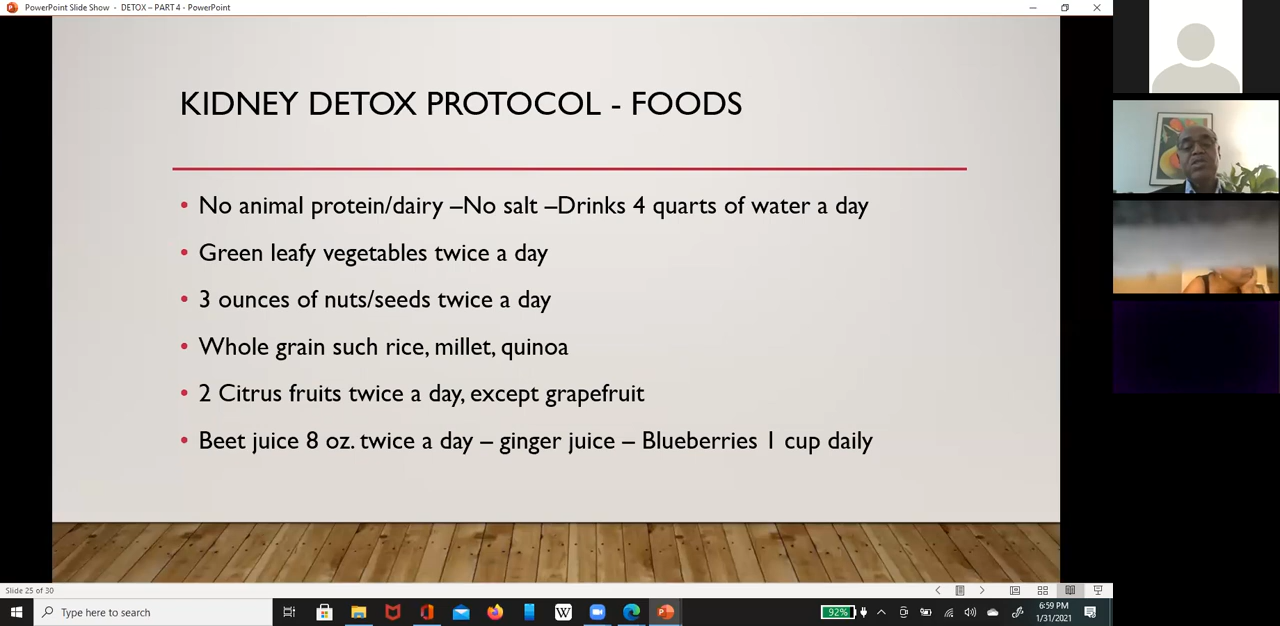 PowerPoint Slide Show - DETOX – PART 4 - PowerPoint
KIDNEY DETOX PROTOCOL - FOODS
• No animal protein/dairy –No salt –Drinks 4 quarts of water a day
• Green leafy vegetables twice a day
• 3 ounces of nuts/seeds twice a day
• Whole grain such rice, millet, quinoa
• 2 Citrus fruits twice a day, except grapefruit
• Beet juice 8 oz. twice a day – ginger juice – Blueberries 1 cup daily
Slide 25 of 30
Type here to search
W
92%
6:59 PM
1/31/2021